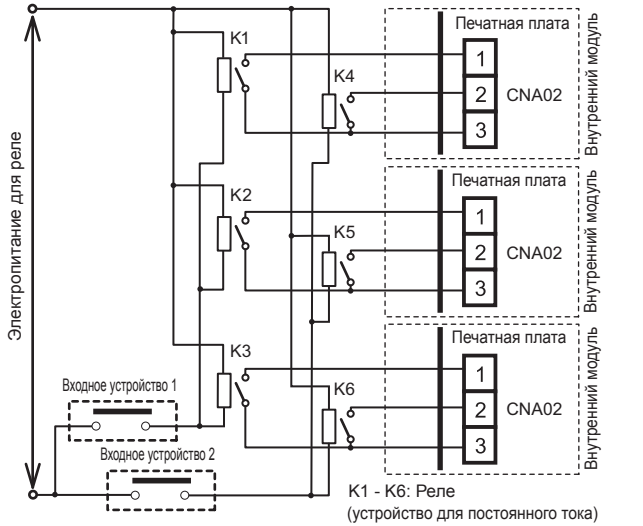 Электропитание для реле
K1
K4
Печатная плата
1
2
3
CNA02
Внутренний модуль
K2
K5
Печатная плата
1
2
3
CNA02
Внутренний модуль
K3
K6
Печатная плата
1
2
3
CNA02
Внутренний модуль
Входное устройство 1
Входное устройство 2
K1 - K6: Реле
(устройство для постоянного тока)